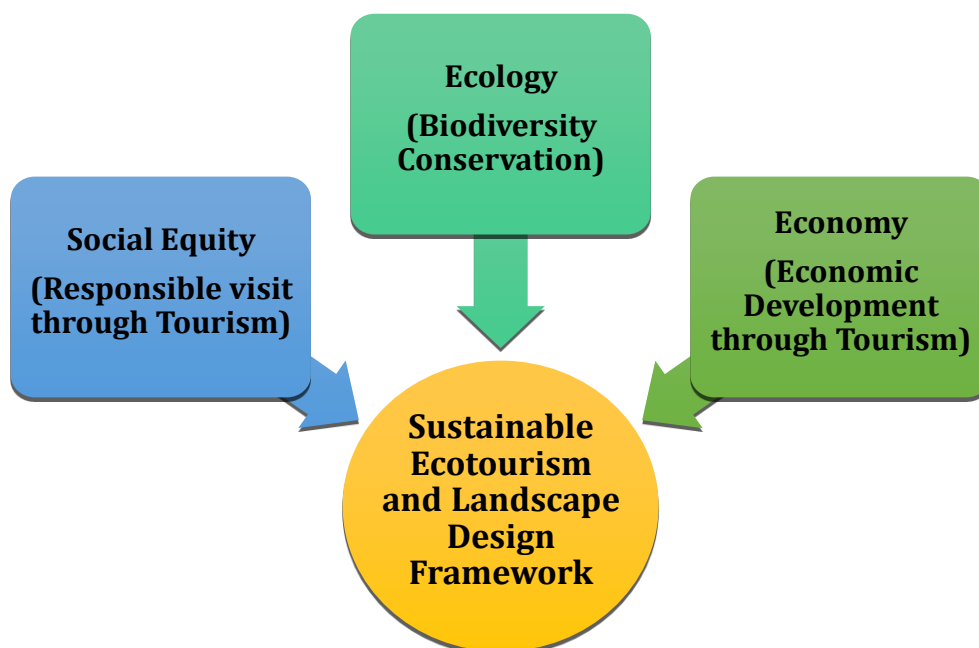 Ecology
(Biodiversity
Conservation)
Social Equity
(Responsible visit
through Tourism)
Economy
(Economic
Development
through Tourism)
Sustainable
Ecotourism
and Landscape
Design
Framework